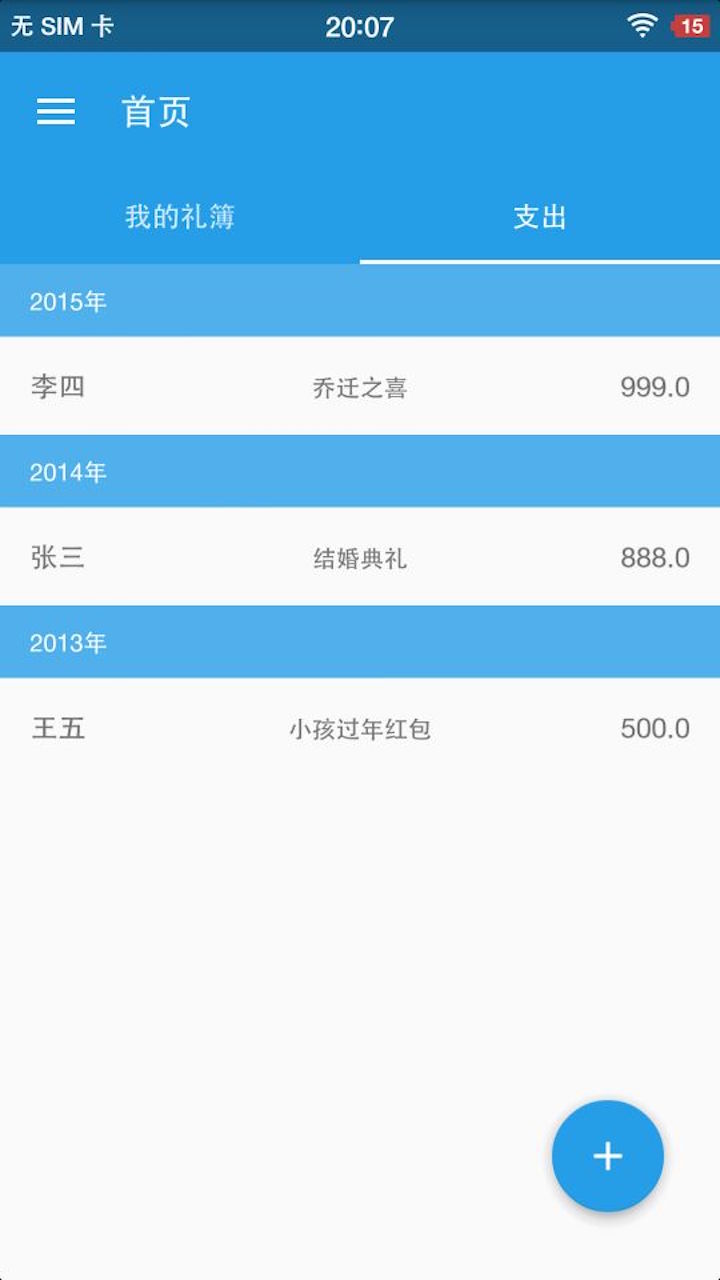 无 SIM 卡 20:07 15
首页
我的礼簿 支出
2015年
李四 乔迁之喜 999.0
2014年
张三 结婚典礼 888.0
2013年
王五 小孩过年红包 500.0
+